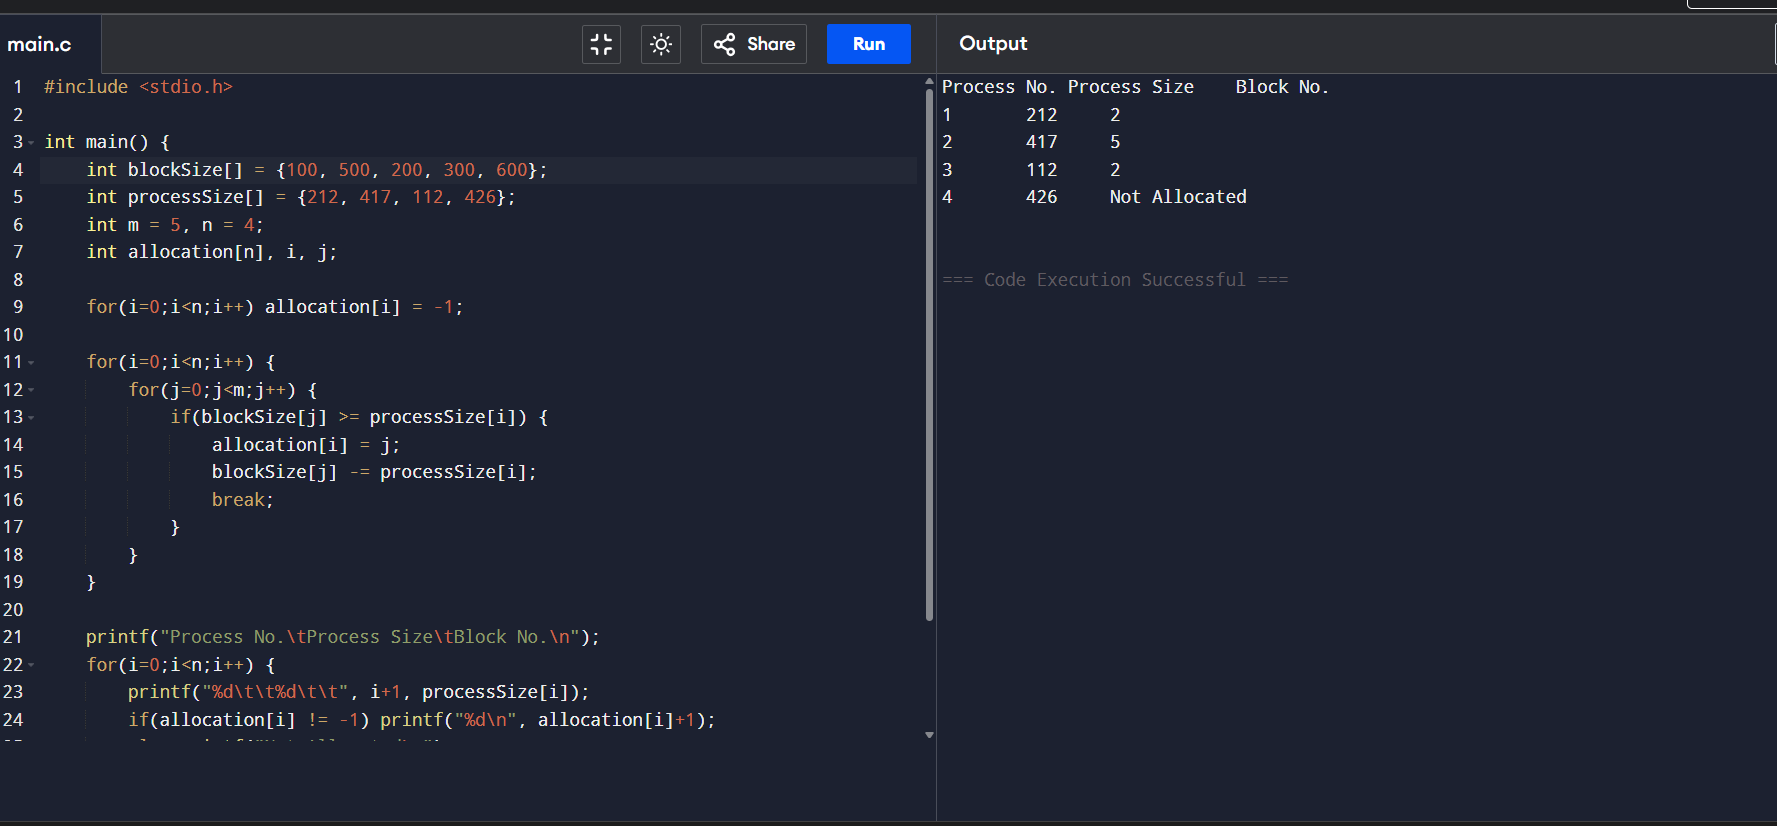 main.c
Share
Run
Output
1 #include <stdio.h>
2
3 int main() {
4 int blockSize[] = {100, 500, 200, 300, 600};
5 int processSize[] = {212, 417, 112, 426};
6 int m = 5, n = 4;
7 int allocation[n], i, j;
8
9 for(i=0;i<n;i++) allocation[i] = -1;
10
11 for(i=0;i<n;i++) {
12 for(j=0;j<m;j++) {
13 if(blockSize[j] >= processSize[i]) {
14 allocation[i] = j;
15 blockSize[j] -= processSize[i];
16 break;
17 }
18 }
19 }
20
21 printf("Process No.\tProcess Size\tBlock No.\n");
22 for(i=0;i<n;i++) {
23 printf("%d\t\t%d\t\t", i+1, processSize[i]);
24 if(allocation[i] != -1) printf("%d\n", allocation[i]+1);
Process No. Process Size Block No.
1 212 2
2 417 5
3 112 2
4 426 Not Allocated
=== Code Execution Successful ===